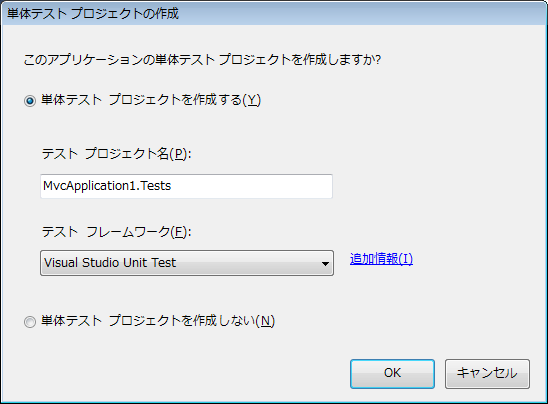 単体テスト プロジェクトの作成
このアプリケーションの単体テスト プロジェクトを作成しますか?
単体テスト プロジェクトを作成する(Y)
テスト プロジェクト名(P):
MvcApplication1.Tests
テスト フレームワーク(F):
Visual Studio Unit Test
追加情報(I)
単体テスト プロジェクトを作成しない(N)
OK
キャンセル